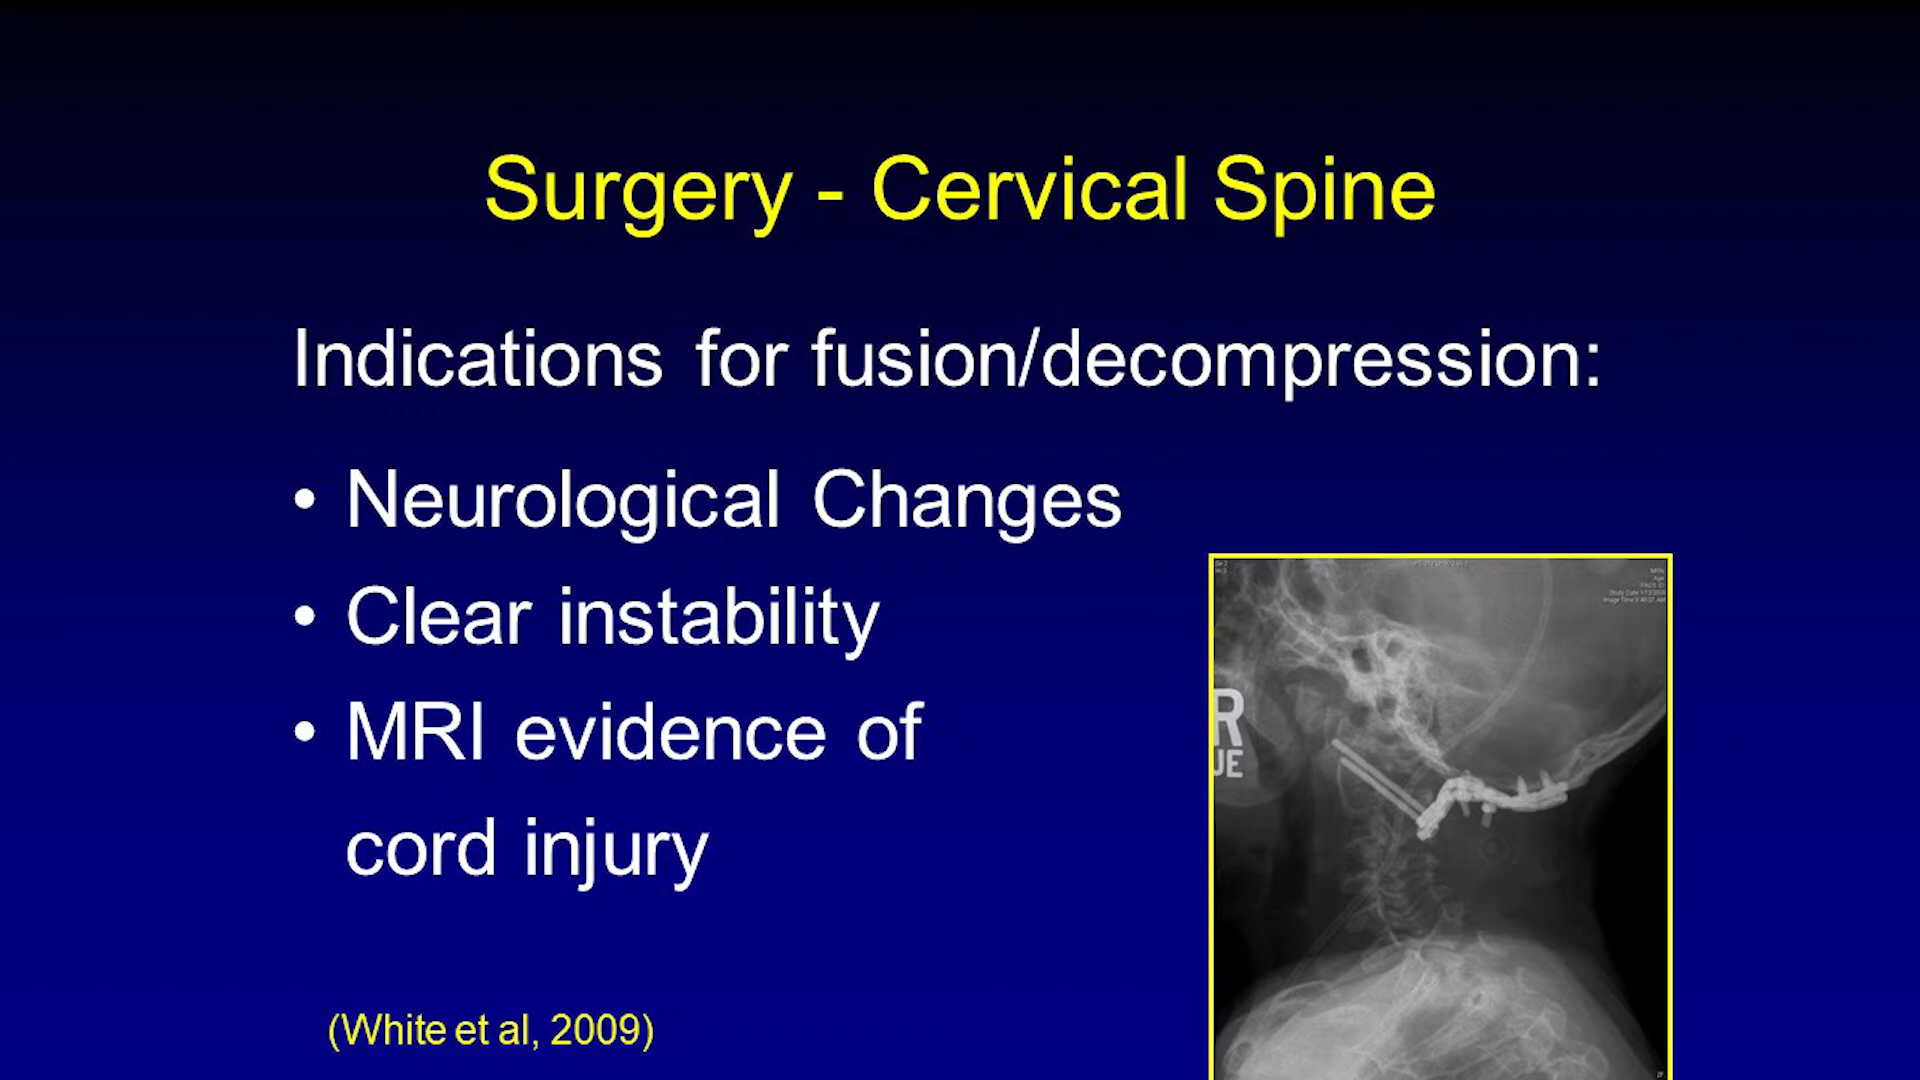 Surgery - Cervical Spine
Indications for fusion/decompression:
• Neurological Changes
• Clear instability
• MRI evidence of
cord injury
R
UE
(White et al, 2009)